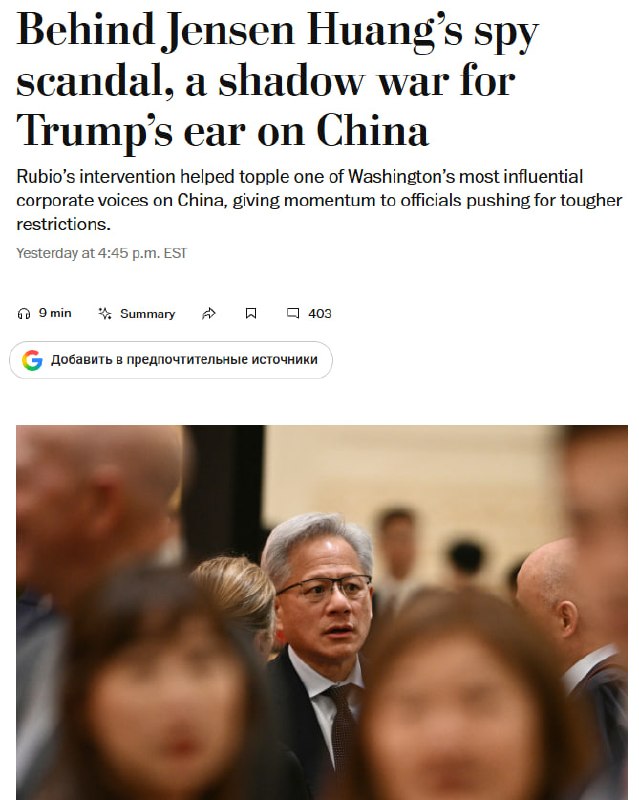 Behind Jensen Huang’s spy
scandal, a shadow war for
Trump’s ear on China
Rubio’s intervention helped topple one of Washington’s most influential
corporate voices on China, giving momentum to officials pushing for tougher
restrictions.
Yesterday at 4:45 p.m. EST
9 min Summary 403
Добавить в предпочтительные источники